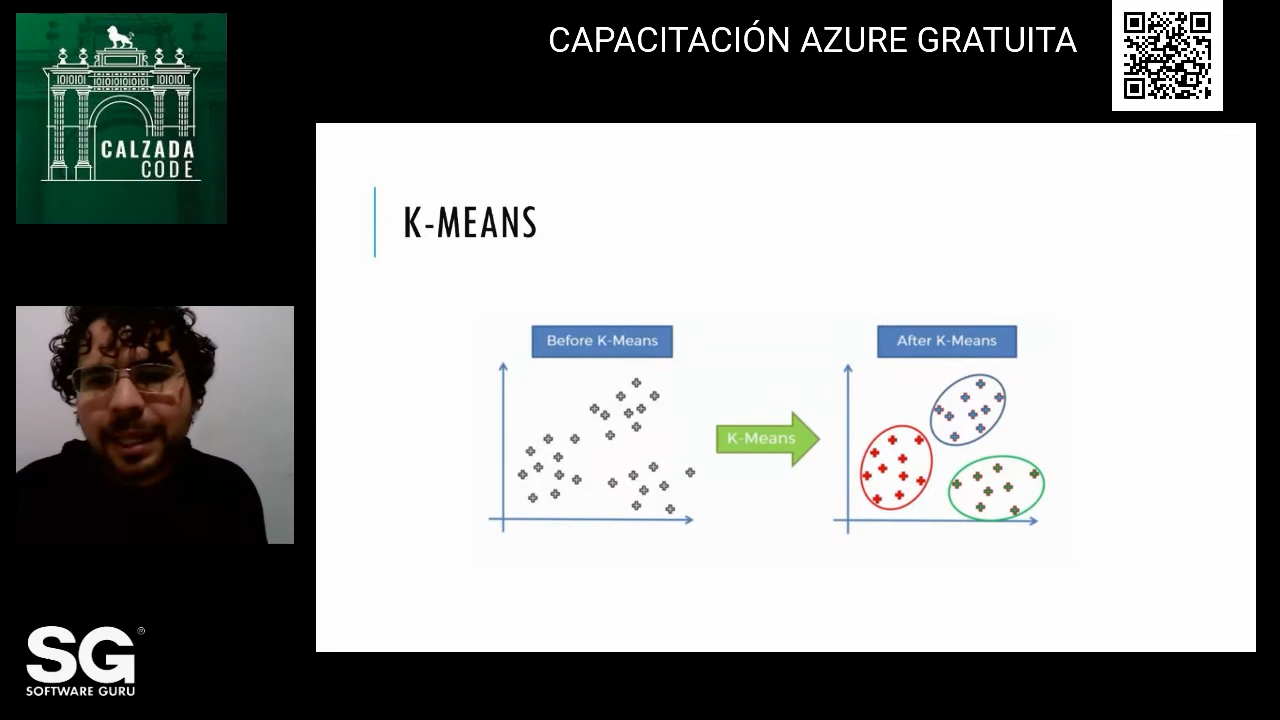 CAPACITACIÓN AZURE GRATUITA
CALZADA
CODE
K-MEANS
Before K-Means
K-Means
After K-Means
SG®
SOFTWARE GURU